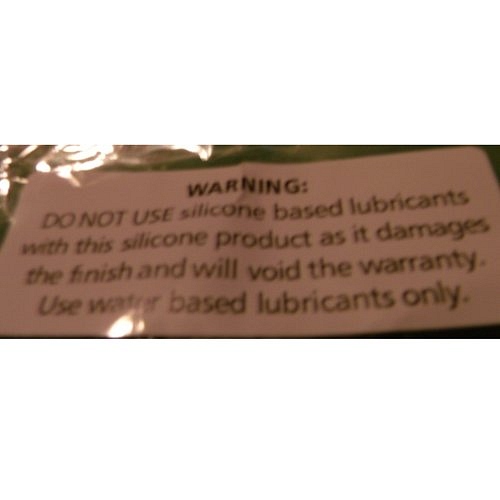 WARNING:
DO NOT USE silicone based lubricants
with this silicone product as it damages
the finish and will void the warranty.
Use water based lubricants only.